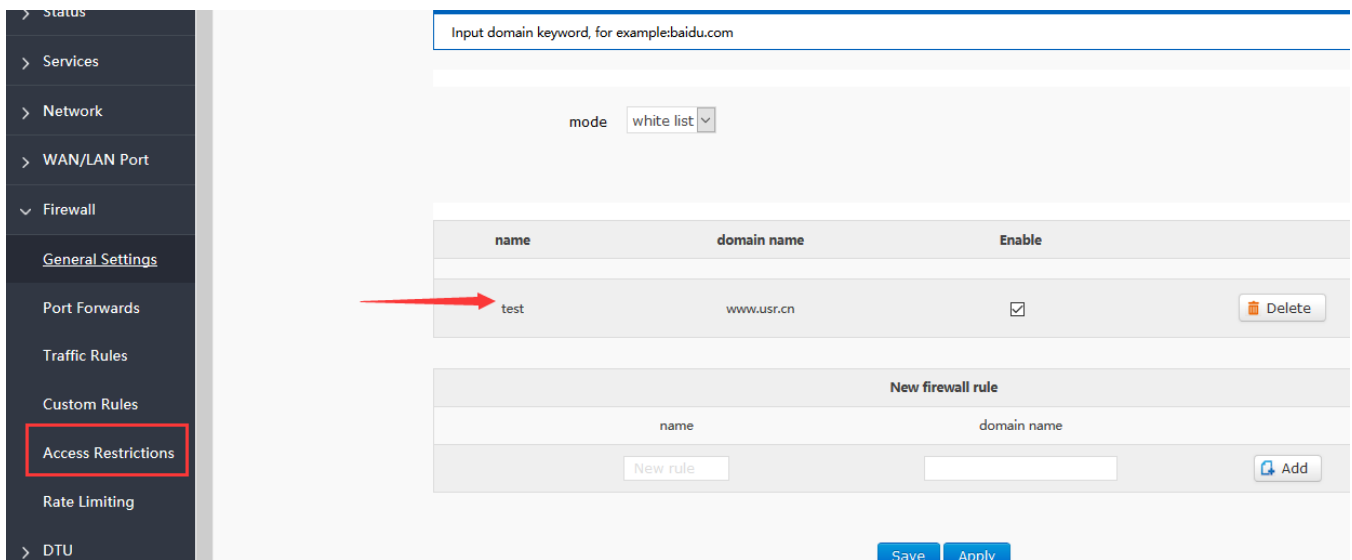 Status
Input domain keyword, for example:baidu.com
Services
Network
mode white list
WAN/LAN Port
Firewall
name domain name Enable
General Settings
Port Forwards
test www.usr.cn Delete
Traffic Rules
New firewall rule
Custom Rules
name domain name
Access Restrictions
New rule Add
Rate Limiting
DTU
Save Apply